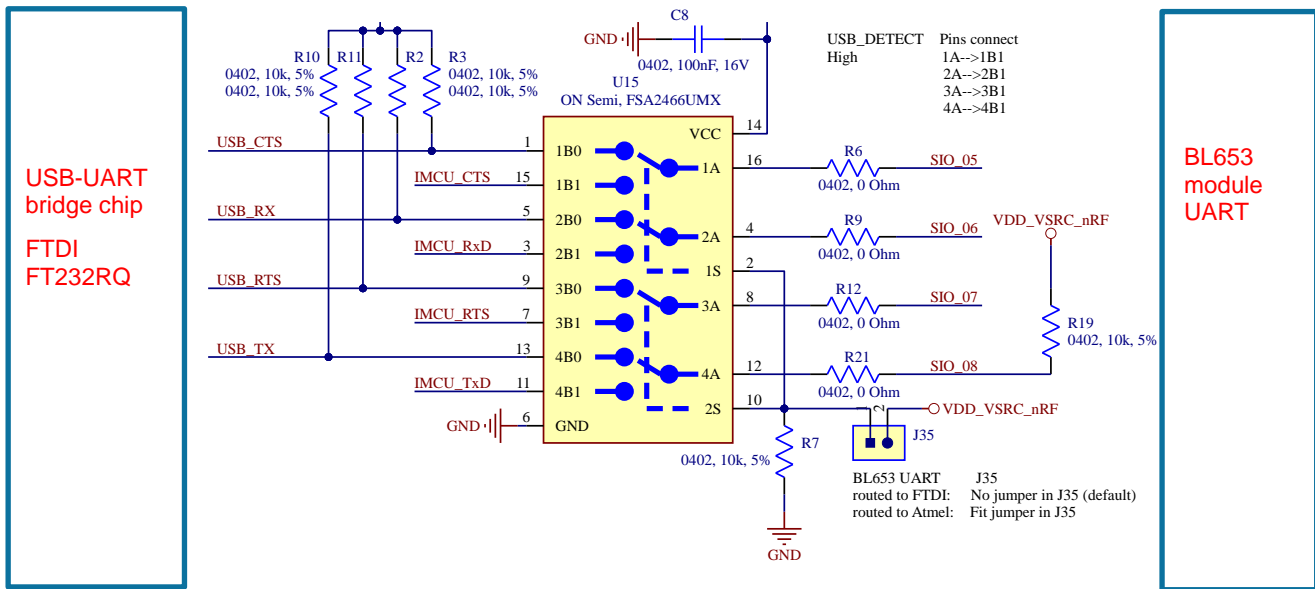 USB-UART
bridge chip
FTDI
FT232RQ
R10
R11
R2
R3
0402, 10k, 5%
0402, 10k, 5%
0402, 10k, 5%
0402, 10k, 5%
C8
GND
0402, 100nF, 16V
U15
ON Semi, FSA2466UMX
USB_DETECT Pins connect
High 1A-->1B1
2A-->2B1
3A-->3B1
4A-->4B1
USB_CTS
IMCU_CTS
USB_RX
IMCU_RxD
USB_RTS
IMCU_RTS
USB_TX
IMCU_TxD
GND
1
15
5
3
9
7
13
11
6
1B0
1B1
2B0
2B1
3B0
3B1
4B0
4B1
GND
VCC
1A
2A
1S
3A
4A
2S
14
16
4
2
8
12
10
R6
0402, 0 Ohm
SIO_05
R9
0402, 0 Ohm
SIO_06
R12
0402, 0 Ohm
SIO_07
R21
0402, 0 Ohm
SIO_08
VDD_VSRC_nRF
R19
0402, 10k, 5%
1
2
VDD_VSRC_nRF
J35
R7
0402, 10k, 5%
GND
BL653 UART J35
routed to FTDI: No jumper in J35 (default)
routed to Atmel: Fit jumper in J35
BL653
module
UART